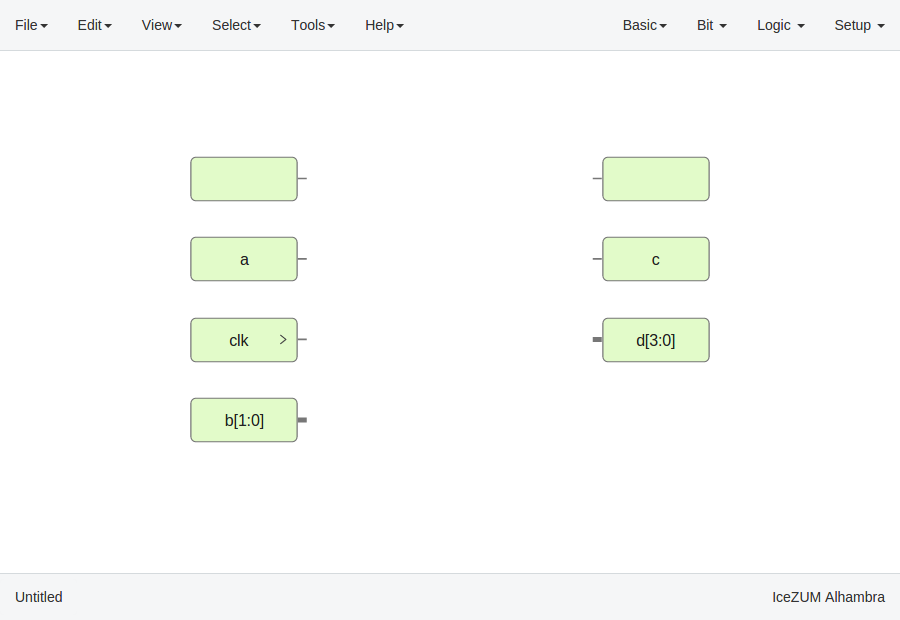 File Edit View Select Tools Help Basic Bit Logic Setup
a c
clk > d[3:0]
b[1:0]
Untitled IceZUM Alhambra